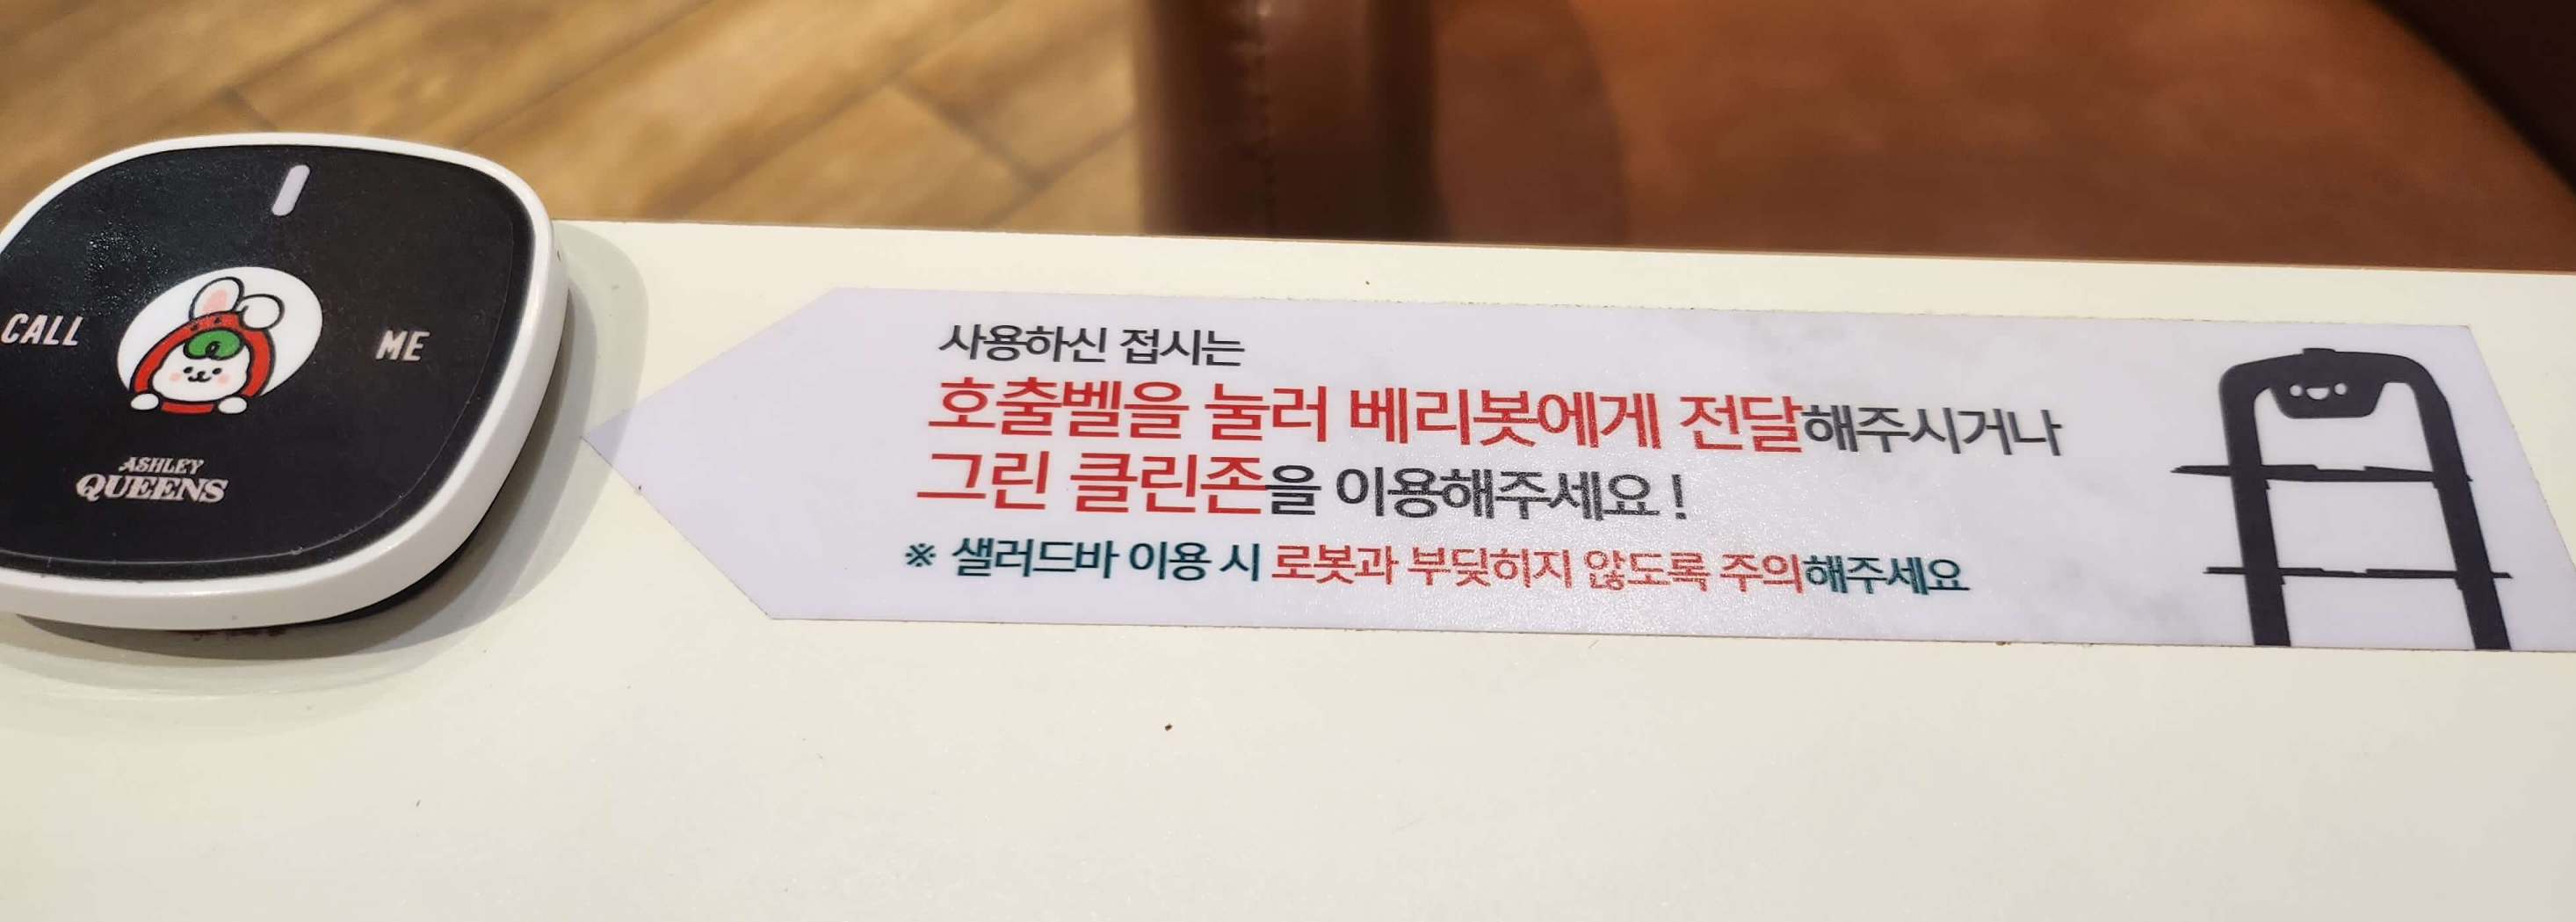 CALL ME
ASHLEY
QUEENS
사용하신 접시는
호출벨을 눌러 베리봇에게 전달해주시거나
그린 클린존을 이용해주세요!
※ 샐러드바 이용 시 로봇과 부딪히지 않도록 주의해주세요